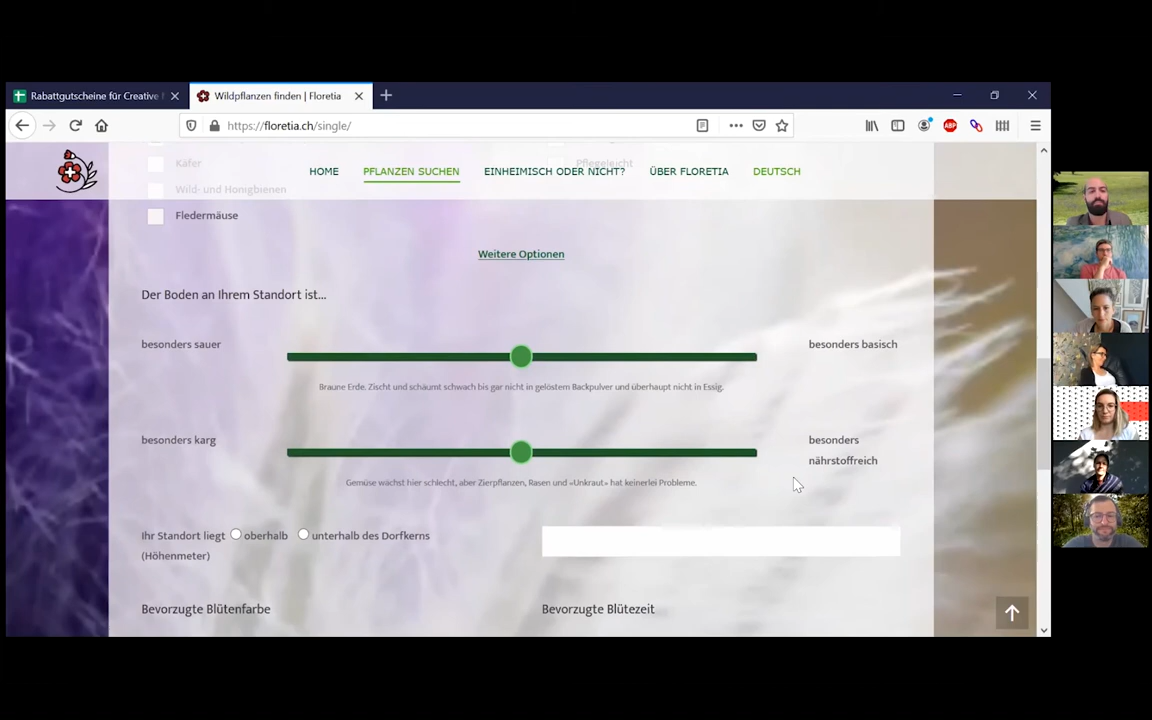 Rabattgutscheine für Creative
Wildpflanzen finden | Floretia
https://floretia.ch/single/
ABP
HOME
PFLANZEN SUCHEN
EINHEIMISCH ODER NICHT?
ÜBER FLORETIA
DEUTSCH
Käfer
Pflegeleicht
Wild- und Honigbienen
Fledermäuse
Weitere Optionen
Der Boden an Ihrem Standort ist...
besonders sauer
besonders basisch
Braune Erde. Zischt und schäumt schwach bis gar nicht in gelöstem Backpulver und überhaupt nicht in Essig.
besonders karg
besonders
nährstoffreich
Gemüse wächst hier schlecht, aber Zierpflanzen, Rasen und «Unkraut» hat keinerlei Probleme.
Ihr Standort liegt oberhalb unterhalb des Dorfkerns
(Höhenmeter)
Bevorzugte Blütenfarbe
Bevorzugte Blütezeit